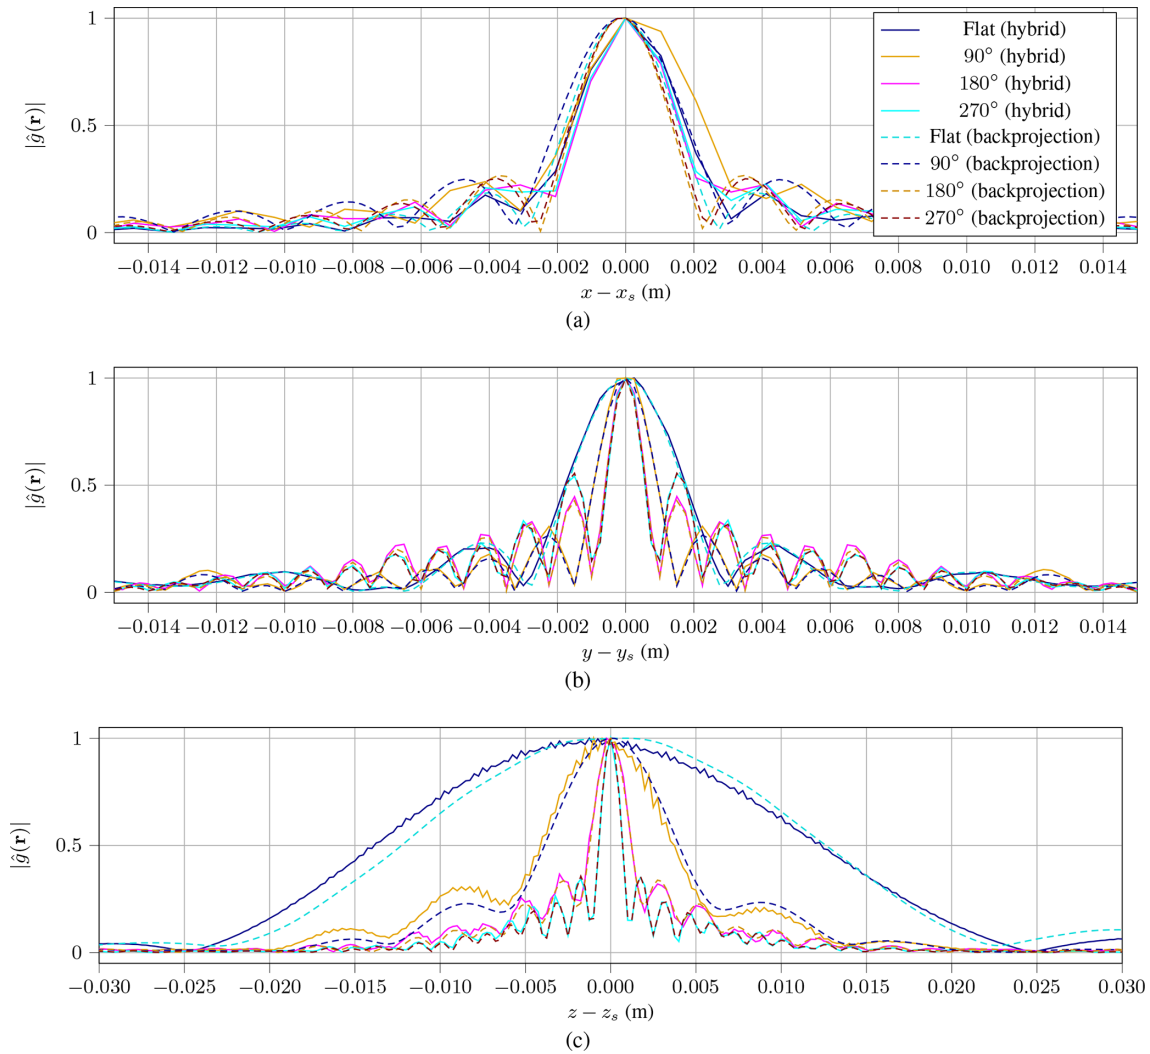 1
0.5
0
|ĝ(𝐫)|
Flat (hybrid)
90° (hybrid)
180° (hybrid)
270° (hybrid)
Flat (backprojection)
90° (backprojection)
180° (backprojection)
270° (backprojection)
−0.014 −0.012 −0.010 −0.008 −0.006 −0.004 −0.002 0.000 0.002 0.004 0.006 0.008 0.010 0.012 0.014
x − xₛ (m)
(a)
1
0.5
0
|ĝ(𝐫)|
−0.014 −0.012 −0.010 −0.008 −0.006 −0.004 −0.002 0.000 0.002 0.004 0.006 0.008 0.010 0.012 0.014
y − yₛ (m)
(b)
1
0.5
0
|ĝ(𝐫)|
−0.030 −0.025 −0.020 −0.015 −0.010 −0.005 0.000 0.005 0.010 0.015 0.020 0.025 0.030
z − zₛ (m)
(c)